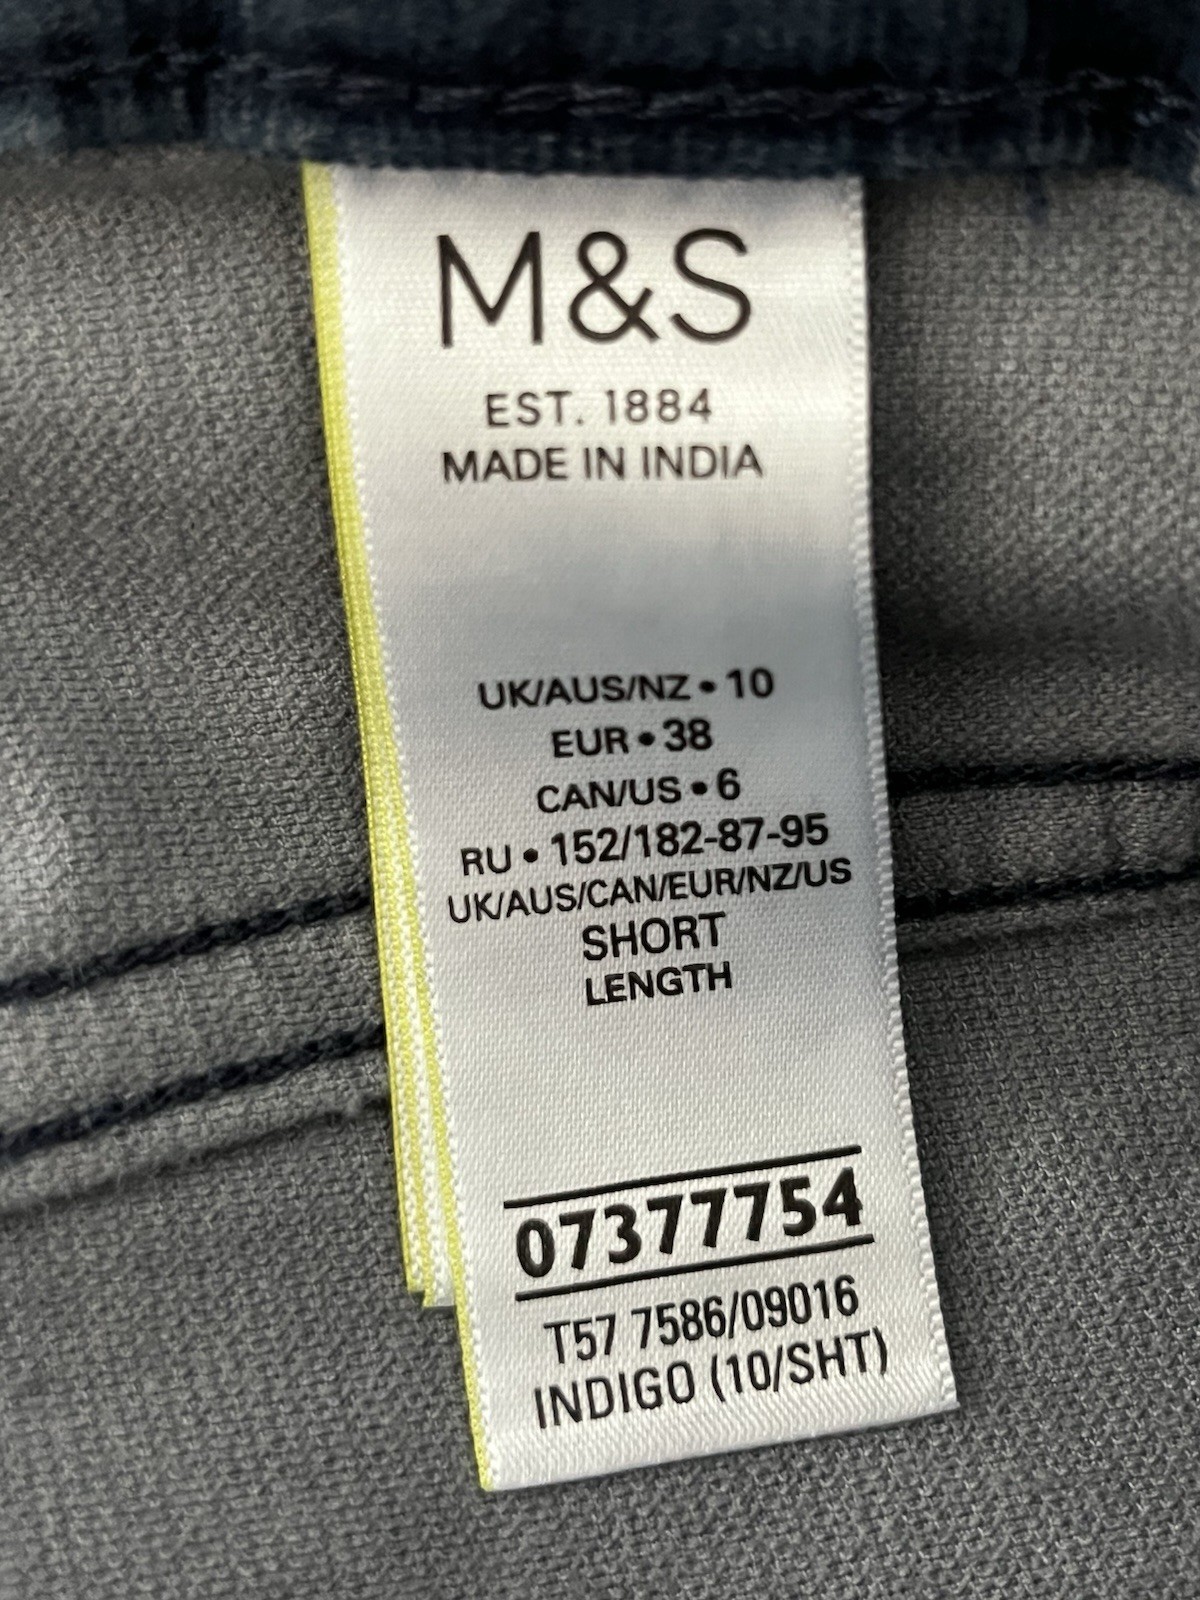 M&S
EST. 1884
MADE IN INDIA
UK/AUS/NZ • 10
EUR • 38
CAN/US • 6
RU • 152/182-87-95
UK/AUS/CAN/EUR/NZ/US
SHORT
LENGTH
07377754
T57 7586/09016
INDIGO (10/SHT)